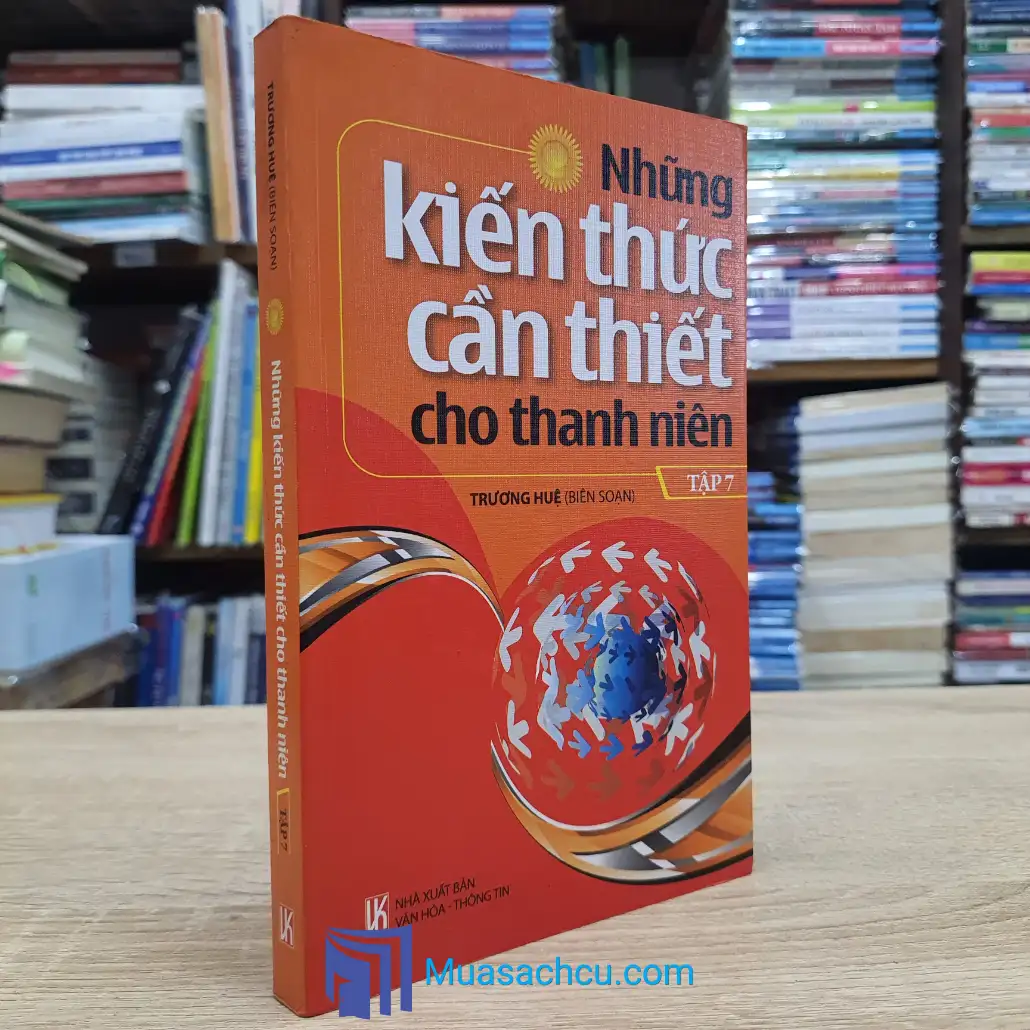 TRƯƠNG HUỆ (BIÊN SOẠN)
Những kiến thức cần thiết cho thanh niên
TẬP 7
Những
kiến thức
cần thiết
cho thanh niên
TẬP 7
TRƯƠNG HUỆ (BIÊN SOẠN)
NHÀ XUẤT BẢN
VĂN HÓA - THÔNG TIN
Muasachcu.com